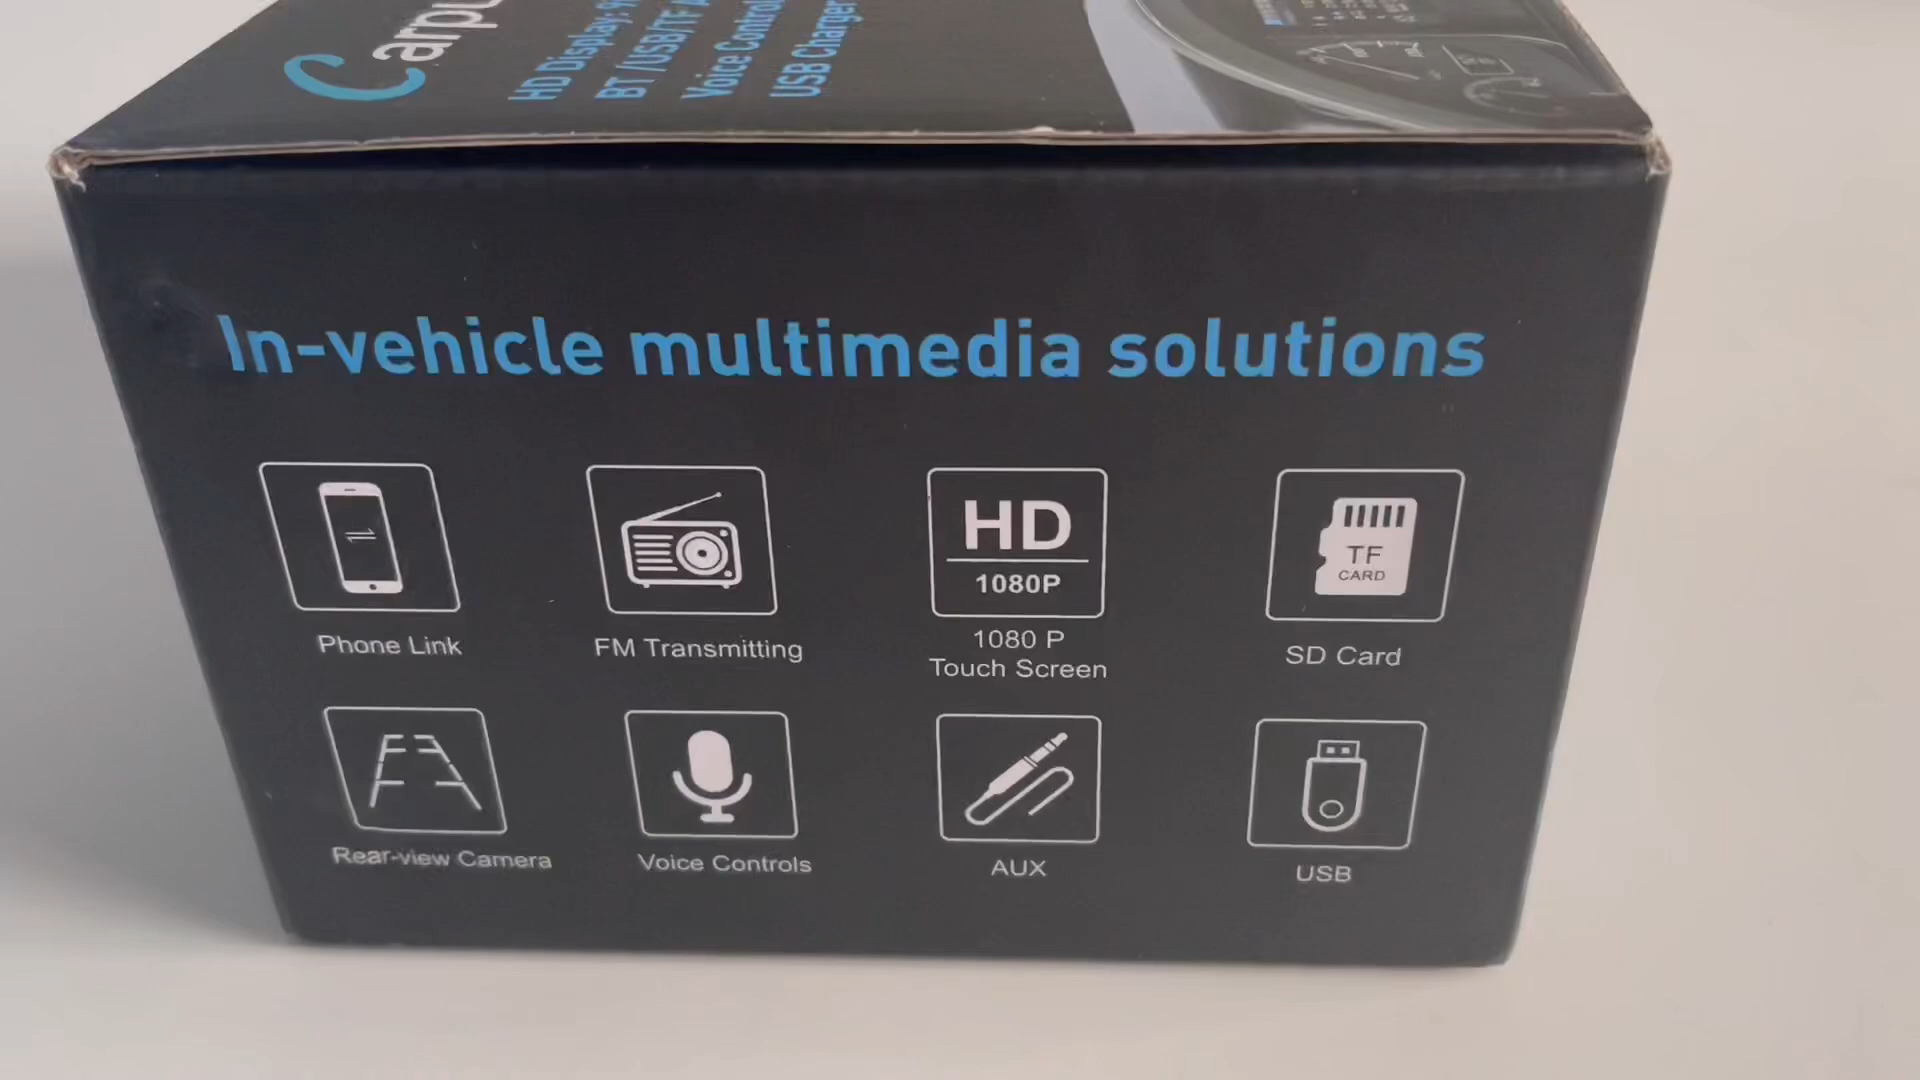 HD Display:
BT /USB/TF
Voice Control
USB Charger
In-vehicle multimedia solutions
HD
1080P
TF
CARD
Phone Link
FM Transmitting
1080 P
Touch Screen
SD Card
Rear-view Camera
Voice Controls
AUX
USB